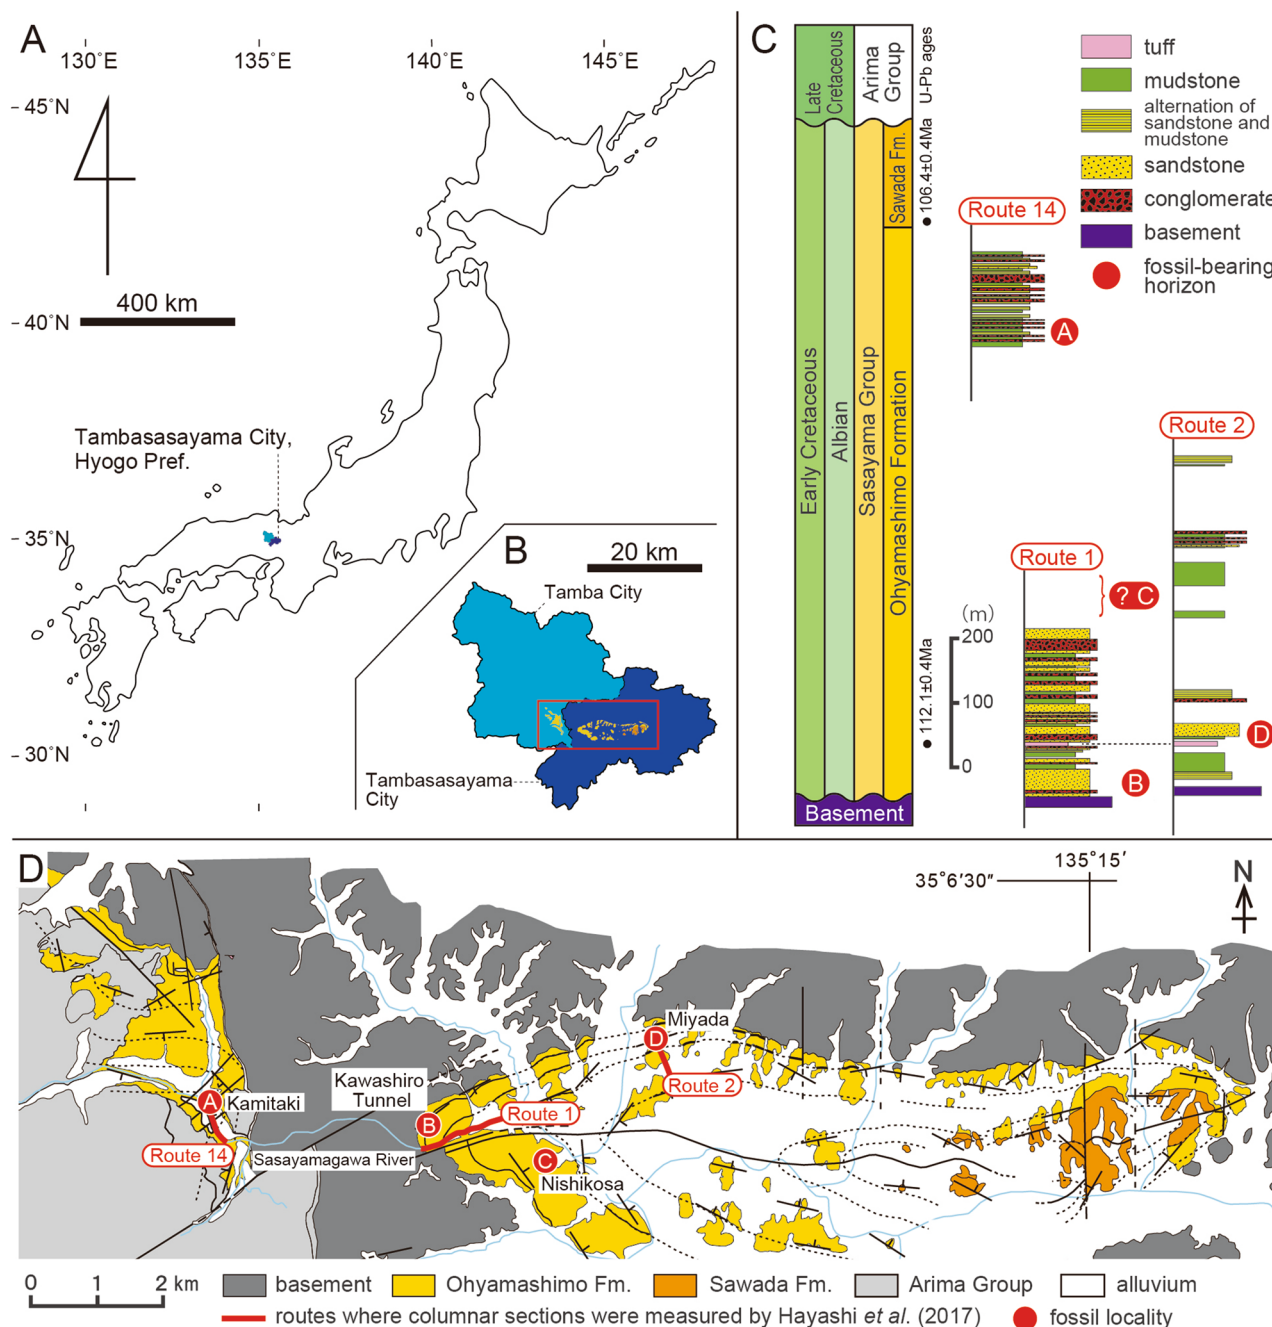 A
130°E
135°E
140°E
145°E
45°N
40°N
35°N
30°N
400 km
Tambasasayama City,
Hyogo Pref.
B
20 km
Tamba City
Tambasasayama
City
C
Late
Cretaceous
Arima
Group
U-Pb ages
106.4±0.4Ma
Sawada Fm.
Early Cretaceous
Albian
Sasayama Group
Ohyamashimo Formation
112.1±0.4Ma
Basement
tuff
mudstone
alternation of
sandstone and
mudstone
sandstone
conglomerate
basement
fossil-bearing
horizon
Route 14
A
Route 2
Route 1
? C
(m)
200
100
0
D
B
D
135°15′
35°6′30″
N
Miyada
D
Route 2
Kawashiro
Tunnel
A
Kamitaki
B
Route 1
Route 14
Sasayamagawa River
C
Nishikosa
0 1 2 km
basement
Ohyamashimo Fm.
Sawada Fm.
Arima Group
alluvium
routes where columnar sections were measured by Hayashi et al. (2017)
fossil locality